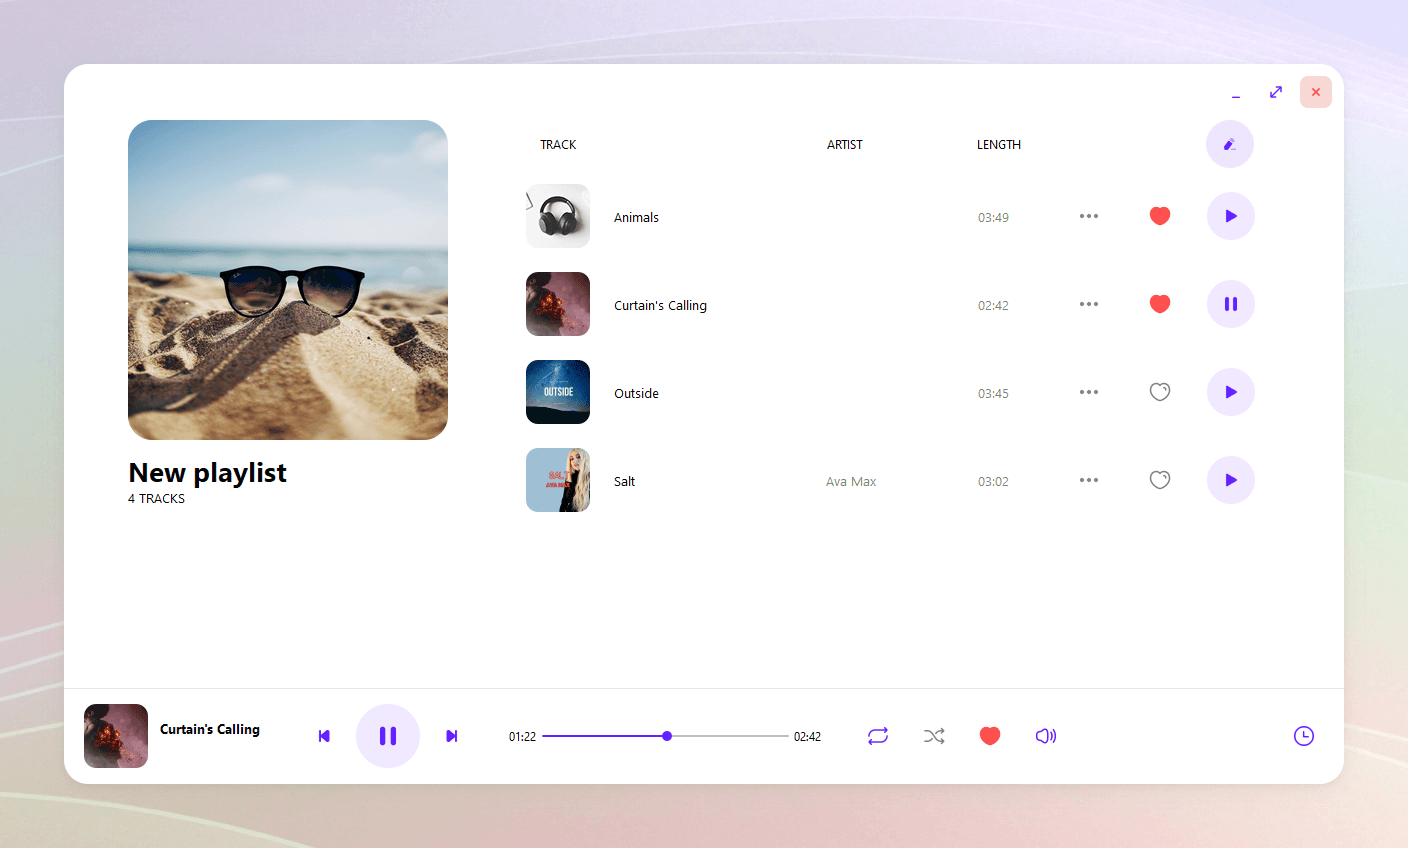 TRACK ARTIST LENGTH
Animals 03:49
Curtain's Calling 02:42
OUTSIDE
Outside 03:45
SALT
AVA MAX
Salt Ava Max 03:02
New playlist
4 TRACKS
Curtain's Calling
01:22 02:42